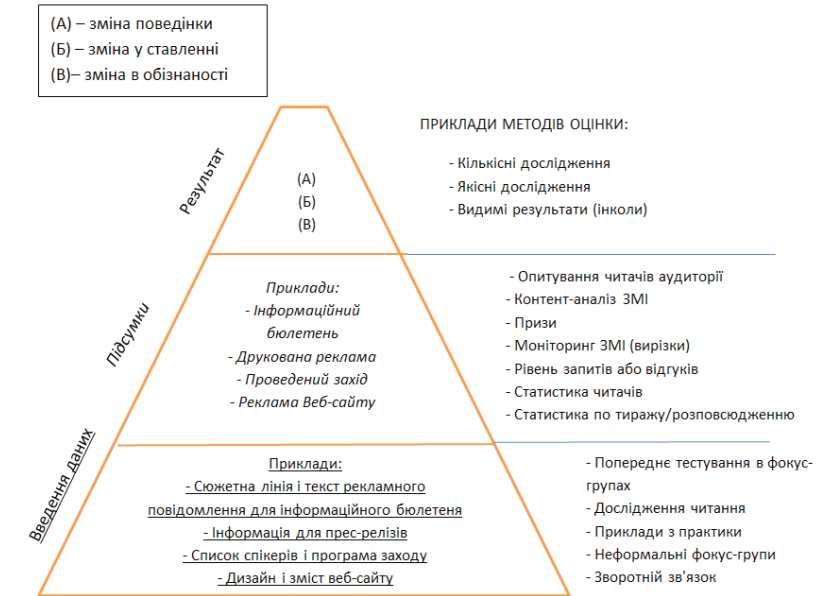 (А) – зміна поведінки
(Б) – зміна у ставленні
(В)– зміна в обізнаності
Результат
(А)
(Б)
(В)
ПРИКЛАДИ МЕТОДІВ ОЦІНКИ:
- Кількісні дослідження
- Якісні дослідження
- Видимі результати (інколи)
Підсумки
Приклади:
- Інформаційний
бюлетень
- Друкована реклама
- Проведений захід
- Реклама Веб-сайту
- Опитування читачів аудиторії
- Контент-аналіз ЗМІ
- Призи
- Моніторинг ЗМІ (вирізки)
- Рівень запитів або відгуків
- Статистика читачів
- Статистика по тиражу/розповсюдженню
Введення даних
Приклади:
- Сюжетна лінія і текст рекламного
повідомлення для інформаційного бюлетеня
- Інформація для прес-релізів
- Список спікерів і програма заходу
- Дизайн і зміст веб-сайту
- Попереднє тестування в фокус-
групах
- Дослідження читання
- Приклади з практики
- Неформальні фокус-групи
- Зворотній зв'язок